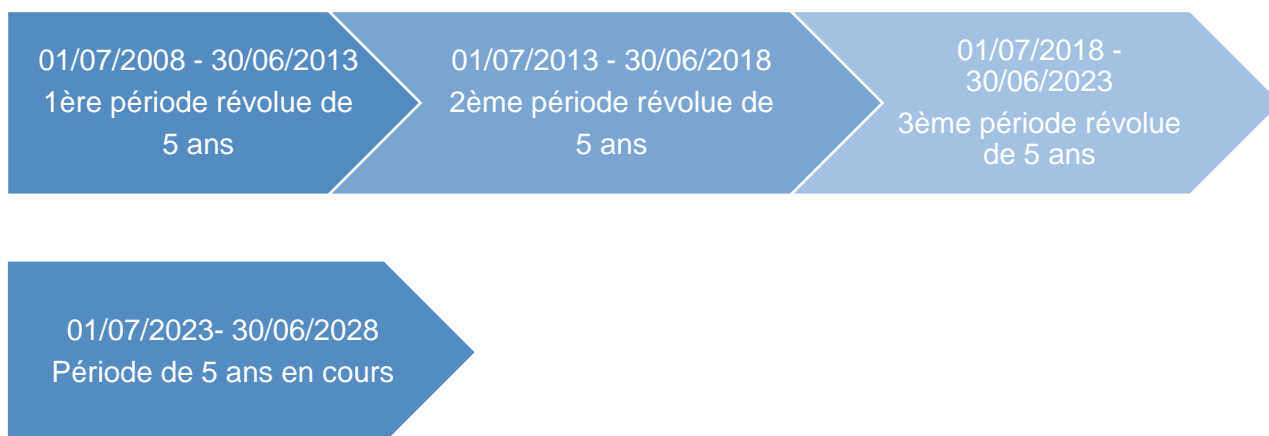 01/07/2008 - 30/06/2013
1ère période révolue de
5 ans
01/07/2013 - 30/06/2018
2ème période révolue de
5 ans
01/07/2018 -
30/06/2023
3ème période révolue
de 5 ans
01/07/2023- 30/06/2028
Période de 5 ans en cours